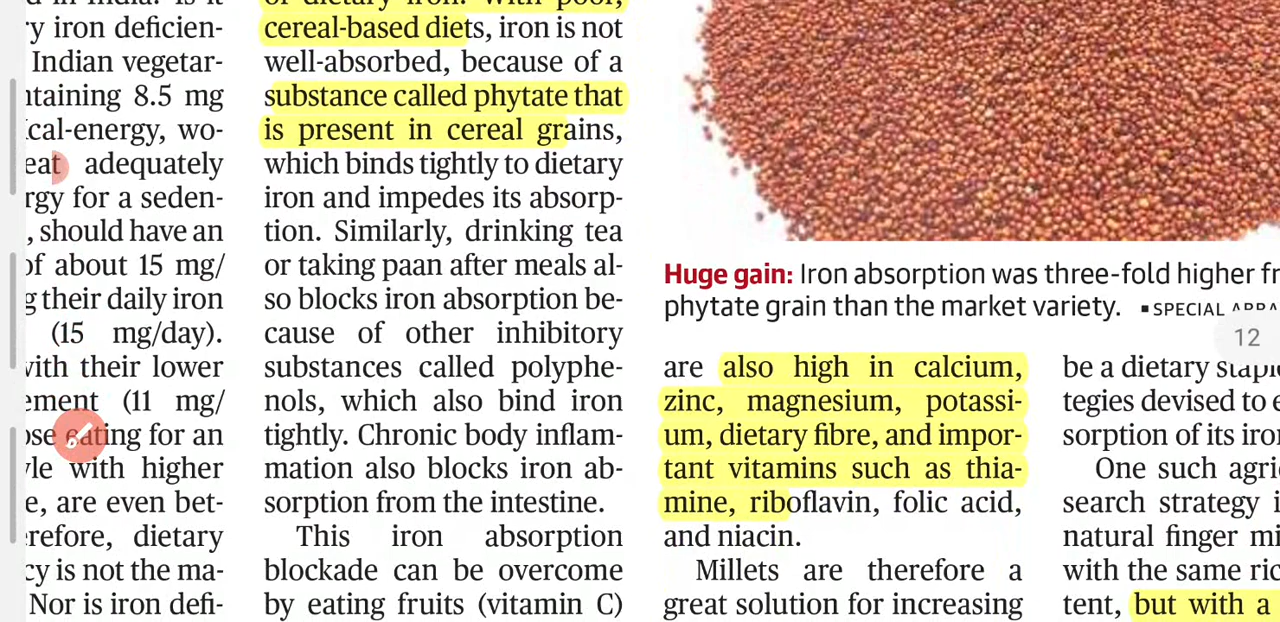 ry iron deficien-
Indian vegetar-
ntaining 8.5 mg
ical-energy, wo-
eat adequately
rgy for a seden-
, should have an
of about 15 mg/
g their daily iron
(15 mg/day).
with their lower
ement (11 mg/
ose eating for an
yle with higher
e, are even bet-
erefore, dietary
cy is not the ma-
Nor is iron defi-
cereal-based diets, iron is not
well-absorbed, because of a
substance called phytate that
is present in cereal grains,
which binds tightly to dietary
iron and impedes its absorp-
tion. Similarly, drinking tea
or taking paan after meals al-
so blocks iron absorption be-
cause of other inhibitory
substances called polyphe-
nols, which also bind iron
tightly. Chronic body inflam-
mation also blocks iron ab-
sorption from the intestine.
This iron absorption
blockade can be overcome
by eating fruits (vitamin C)
Huge gain: Iron absorption was three-fold higher fr
phytate grain than the market variety. ▪ SPECIAL
12
are also high in calcium,
zinc, magnesium, potassi-
um, dietary fibre, and impor-
tant vitamins such as thia-
mine, riboflavin, folic acid,
and niacin.
Millets are therefore a
great solution for increasing
be a dietary
tegies devised to e
sorption of its iron
One such agri
search strategy i
natural finger mi
with the same ric
tent, but with a